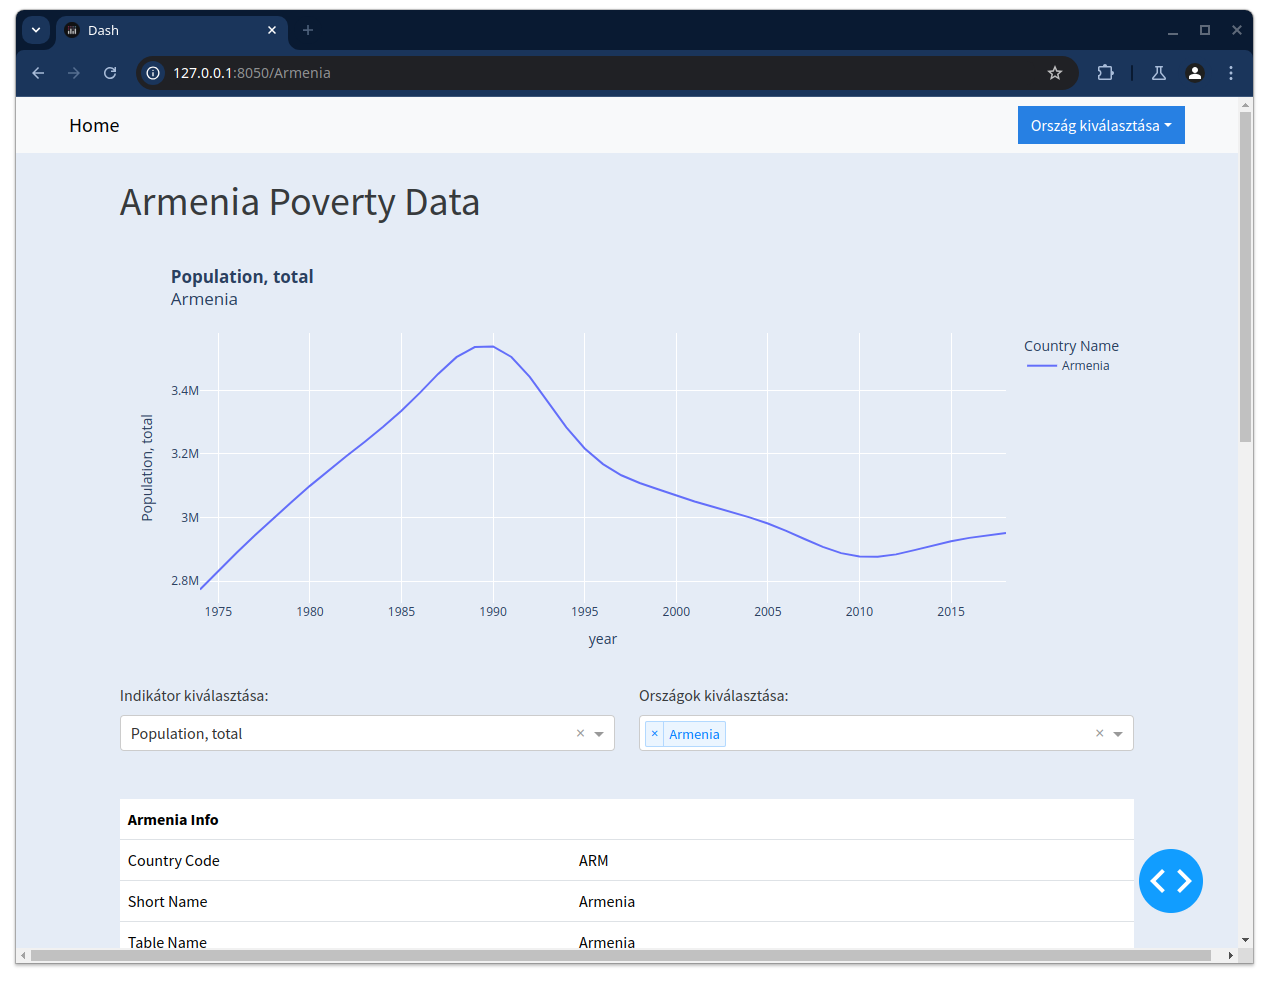 Dash
127.0.0.1:8050/Armenia
Home
Ország kiválasztása
Armenia Poverty Data
Population, total
Armenia
Country Name
Armenia
Population, total
3.4M
3.2M
3M
2.8M
1975 1980 1985 1990 1995 2000 2005 2010 2015
year
Indikátor kiválasztása:
Országok kiválasztása:
Population, total ×
× Armenia ×
Armenia Info
Country Code ARM
Short Name Armenia
Table Name Armenia